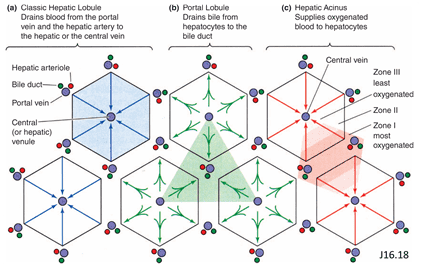 (a) Classic Hepatic Lobule
Drains blood from the portal
vein and the hepatic artery to
the hepatic or the central vein
(b) Portal Lobule
Drains bile from
hepatocytes to the
bile duct
(c) Hepatic Acinus
Supplies oxygenated
blood to hepatocytes
Hepatic arteriole
Bile duct
Portal vein
Central
(or hepatic)
venule
Central vein
Zone III
least
oxygenated
Zone II
Zone I
most
oxygenated
J16.18